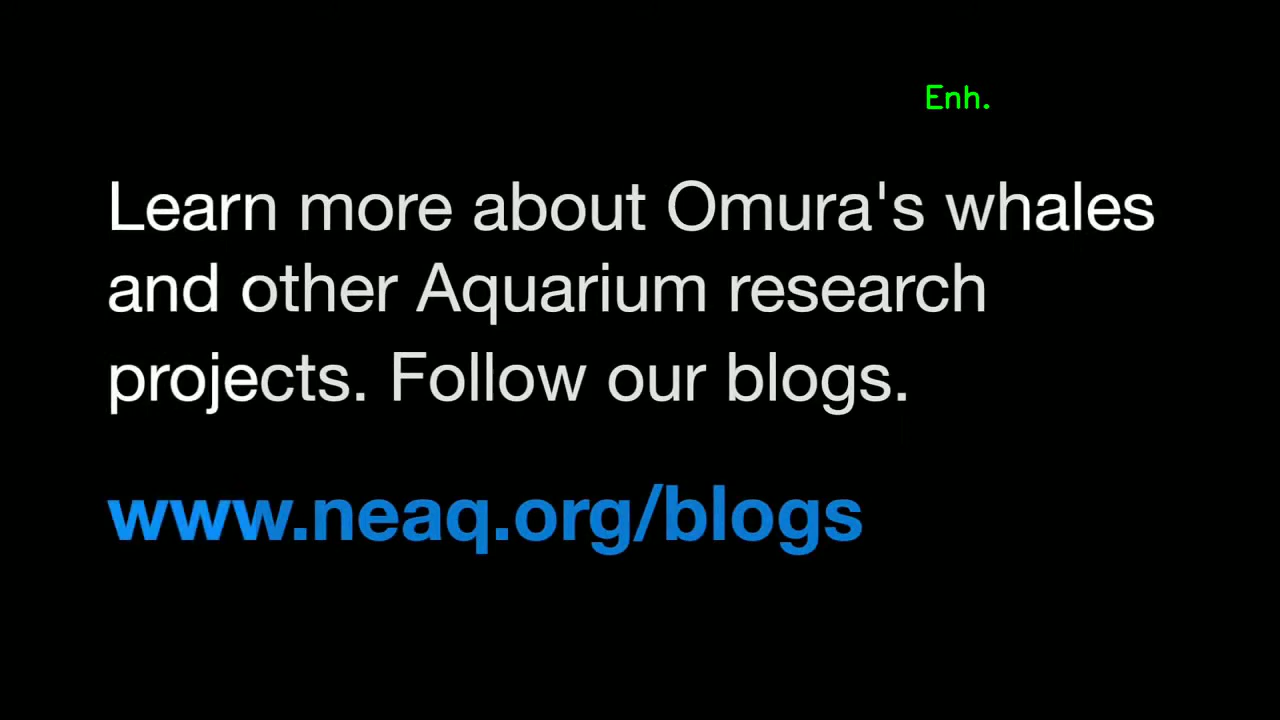 Enh.
Learn more about Omura's whales
and other Aquarium research
projects. Follow our blogs.
www.neaq.org/blogs